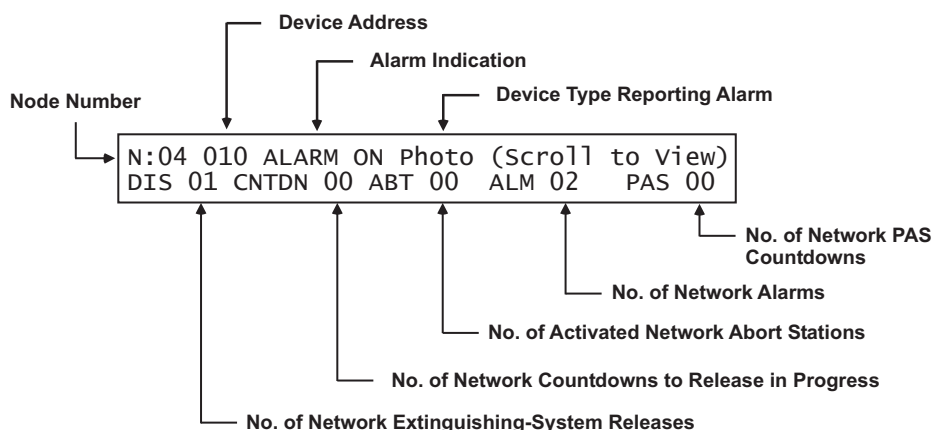 Device Address
Alarm Indication
Device Type Reporting Alarm
Node Number
N:04 010 ALARM ON Photo (Scroll to View)
DIS 01 CNTDN 00 ABT 00 ALM 02 PAS 00
No. of Network PAS
Countdowns
No. of Network Alarms
No. of Activated Network Abort Stations
No. of Network Countdowns to Release in Progress
No. of Network Extinguishing-System Releases